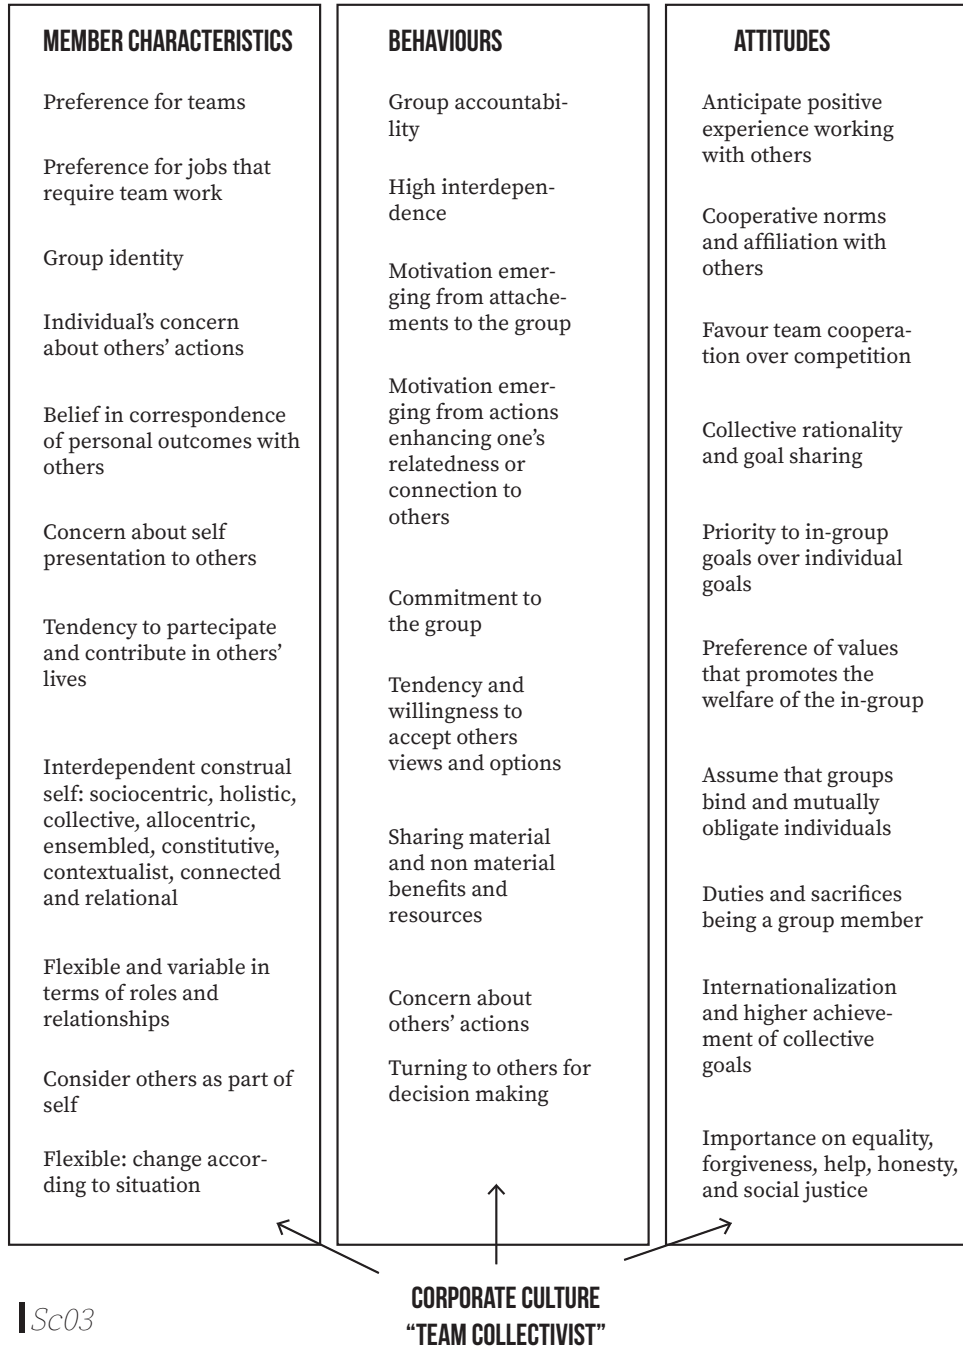 MEMBER CHARACTERISTICS
Preference for teams
Preference for jobs that
require team work
Group identity
Individual’s concern
about others’ actions
Belief in correspondence
of personal outcomes with
others
Concern about self
presentation to others
Tendency to partecipate
and contribute in others’
lives
Interdependent construal
self: sociocentric, holistic,
collective, allocentric,
ensembled, constitutive,
contextualist, connected
and relational
Flexible and variable in
terms of roles and
relationships
Consider others as part of
self
Flexible: change accor-
ding to situation
BEHAVIOURS
Group accountabi-
lity
High interdepen-
dence
Motivation emer-
ging from attache-
ments to the group
Motivation emer-
ging from actions
enhancing one’s
relatedness or
connection to
others
Commitment to
the group
Tendency and
willingness to
accept others
views and options
Sharing material
and non material
benefits and
resources
Concern about
others’ actions
Turning to others for
decision making
ATTITUDES
Anticipate positive
experience working
with others
Cooperative norms
and affiliation with
others
Favour team coopera-
tion over competition
Collective rationality
and goal sharing
Priority to in-group
goals over individual
goals
Preference of values
that promotes the
welfare of the in-group
Assume that groups
bind and mutually
obligate individuals
Duties and sacrifices
being a group member
Internationalization
and higher achieve-
ment of collective
goals
Importance on equality,
forgiveness, help, honesty,
and social justice
CORPORATE CULTURE
“TEAM COLLECTIVIST”
Sc03